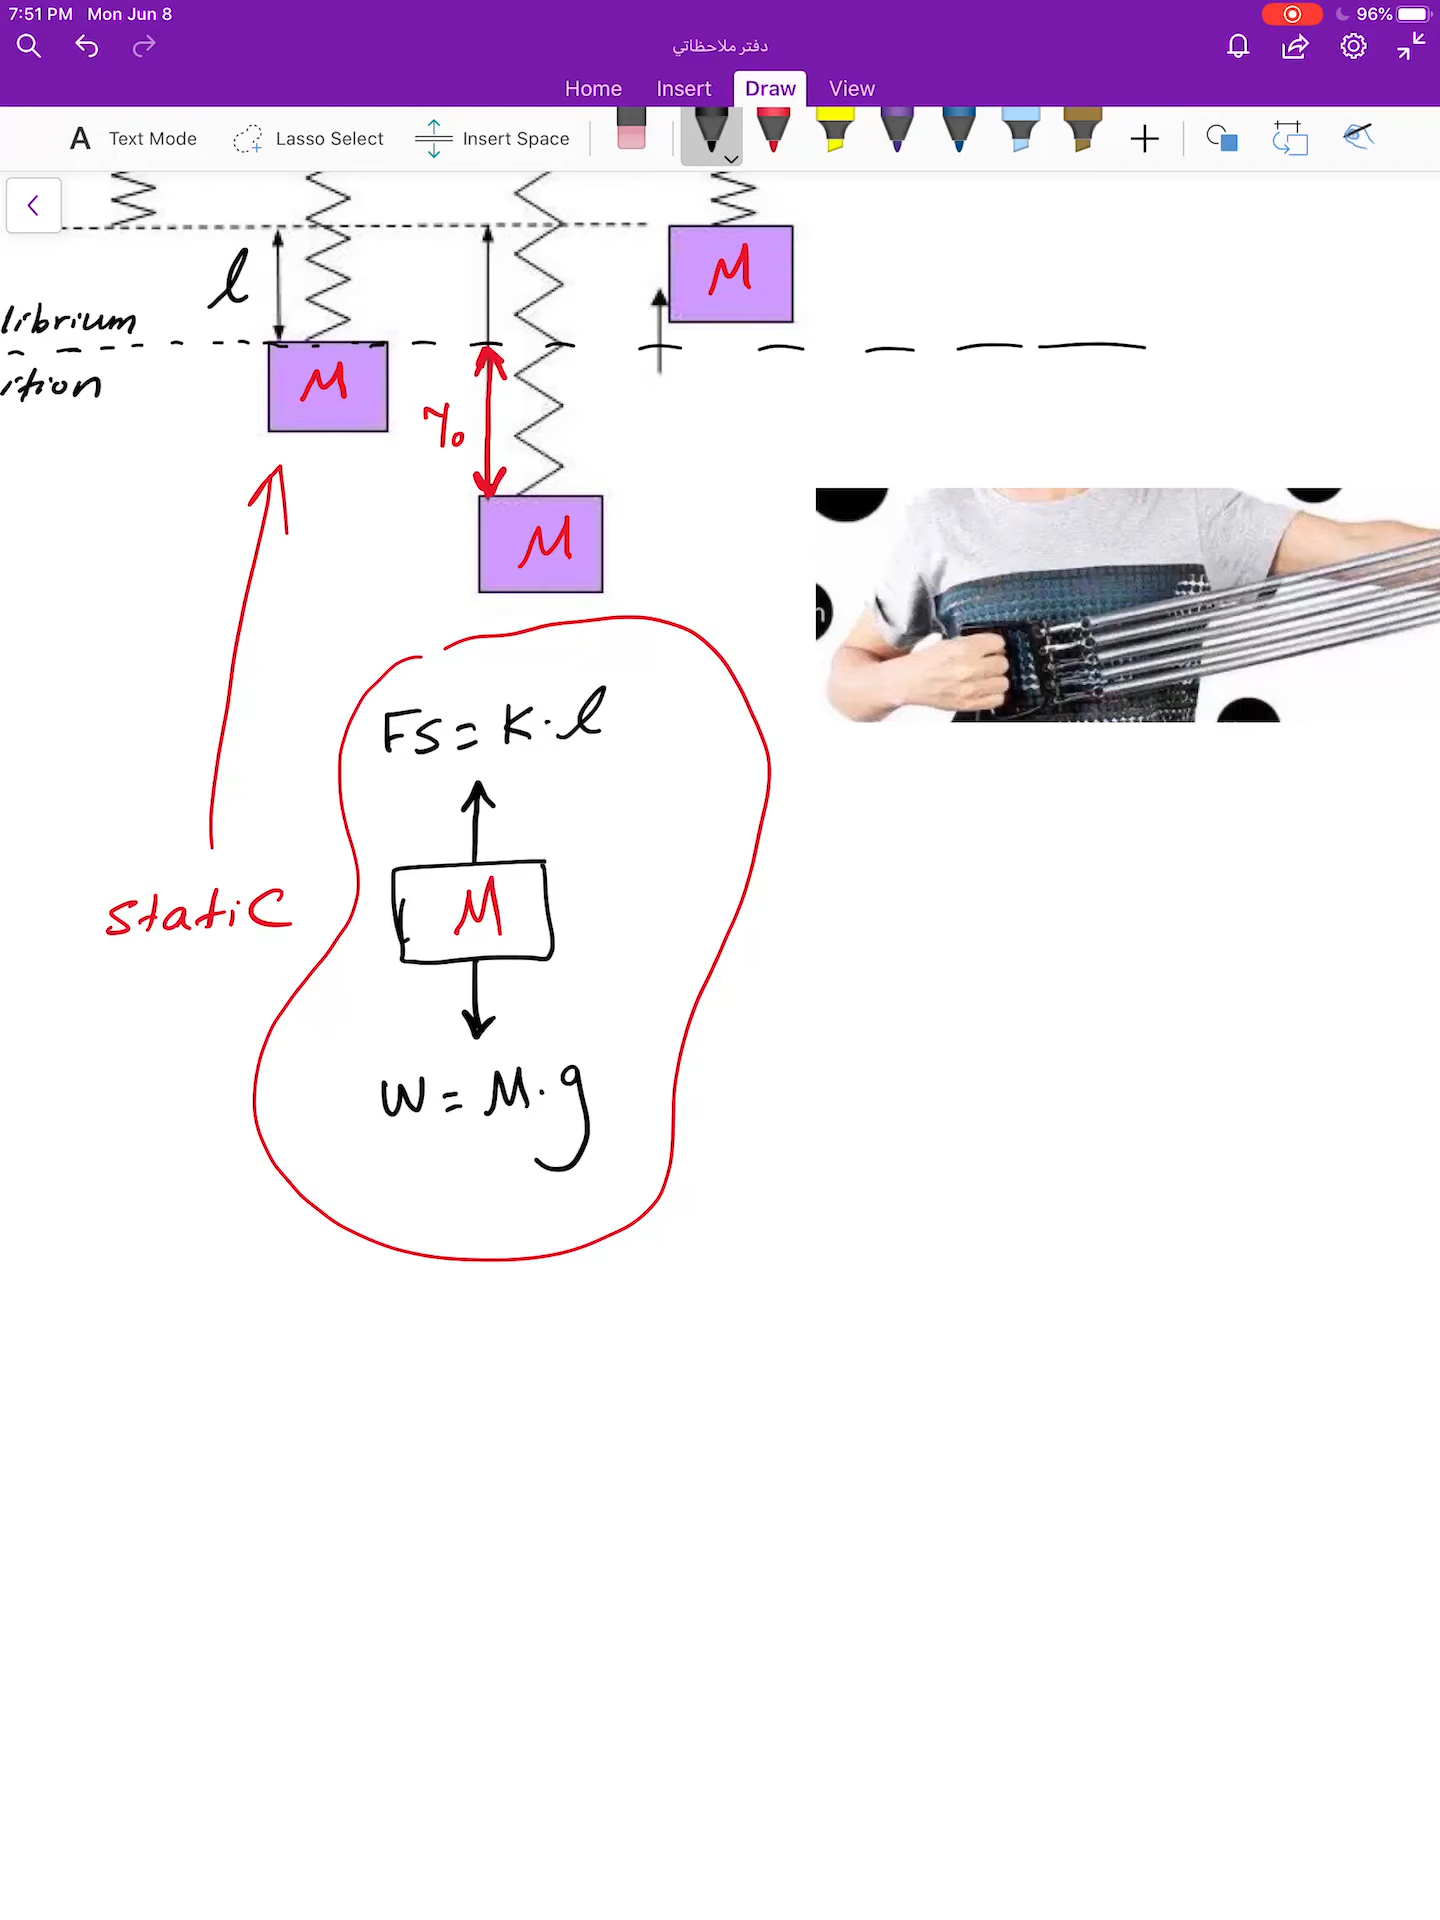 7:51 PM Mon Jun 8
96%
دفتر ملاحظاتي
Home Insert Draw View
A Text Mode Lasso Select Insert Space
l
M
librium
ition
M
M
Fs = K·l
M
static
W = M·g